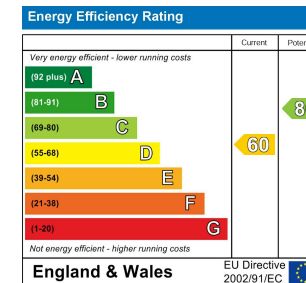 Energy Efficiency Rating
Current
Very energy efficient - lower running costs
(92 plus) A
(81-91) B
(69-80) C
(55-68) D
(39-54) E
(21-38) F
(1-20) G
60
Not energy efficient - higher running costs
England & Wales
EU Directive
2002/91/EC